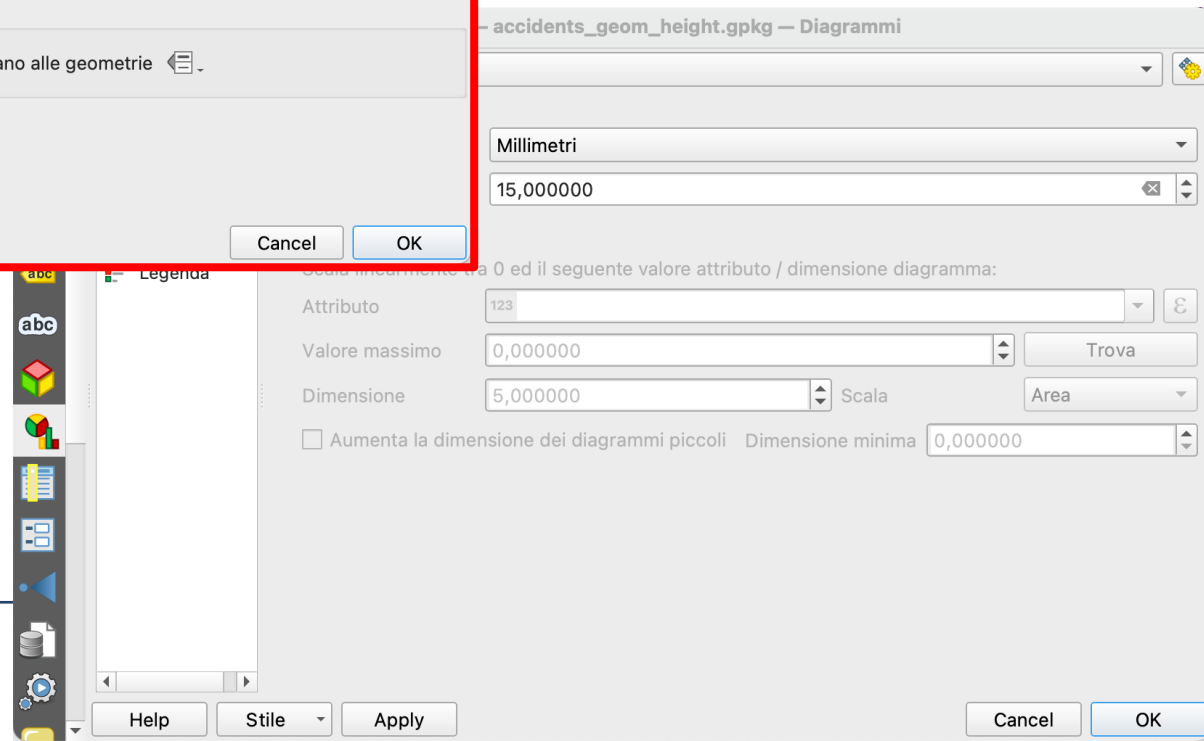 – accidents_geom_height.gpkg — Diagrammi
alle geometrie
Millimetri
15,000000
Cancel OK
abc
Legenda
Scala linearmente tra 0 ed il seguente valore attributo / dimensione diagramma:
abc
Attributo 123 ε
Valore massimo 0,000000 Trova
Dimensione 5,000000 Scala Area
Aumenta la dimensione dei diagrammi piccoli Dimensione minima 0,000000
Help Stile Apply Cancel OK